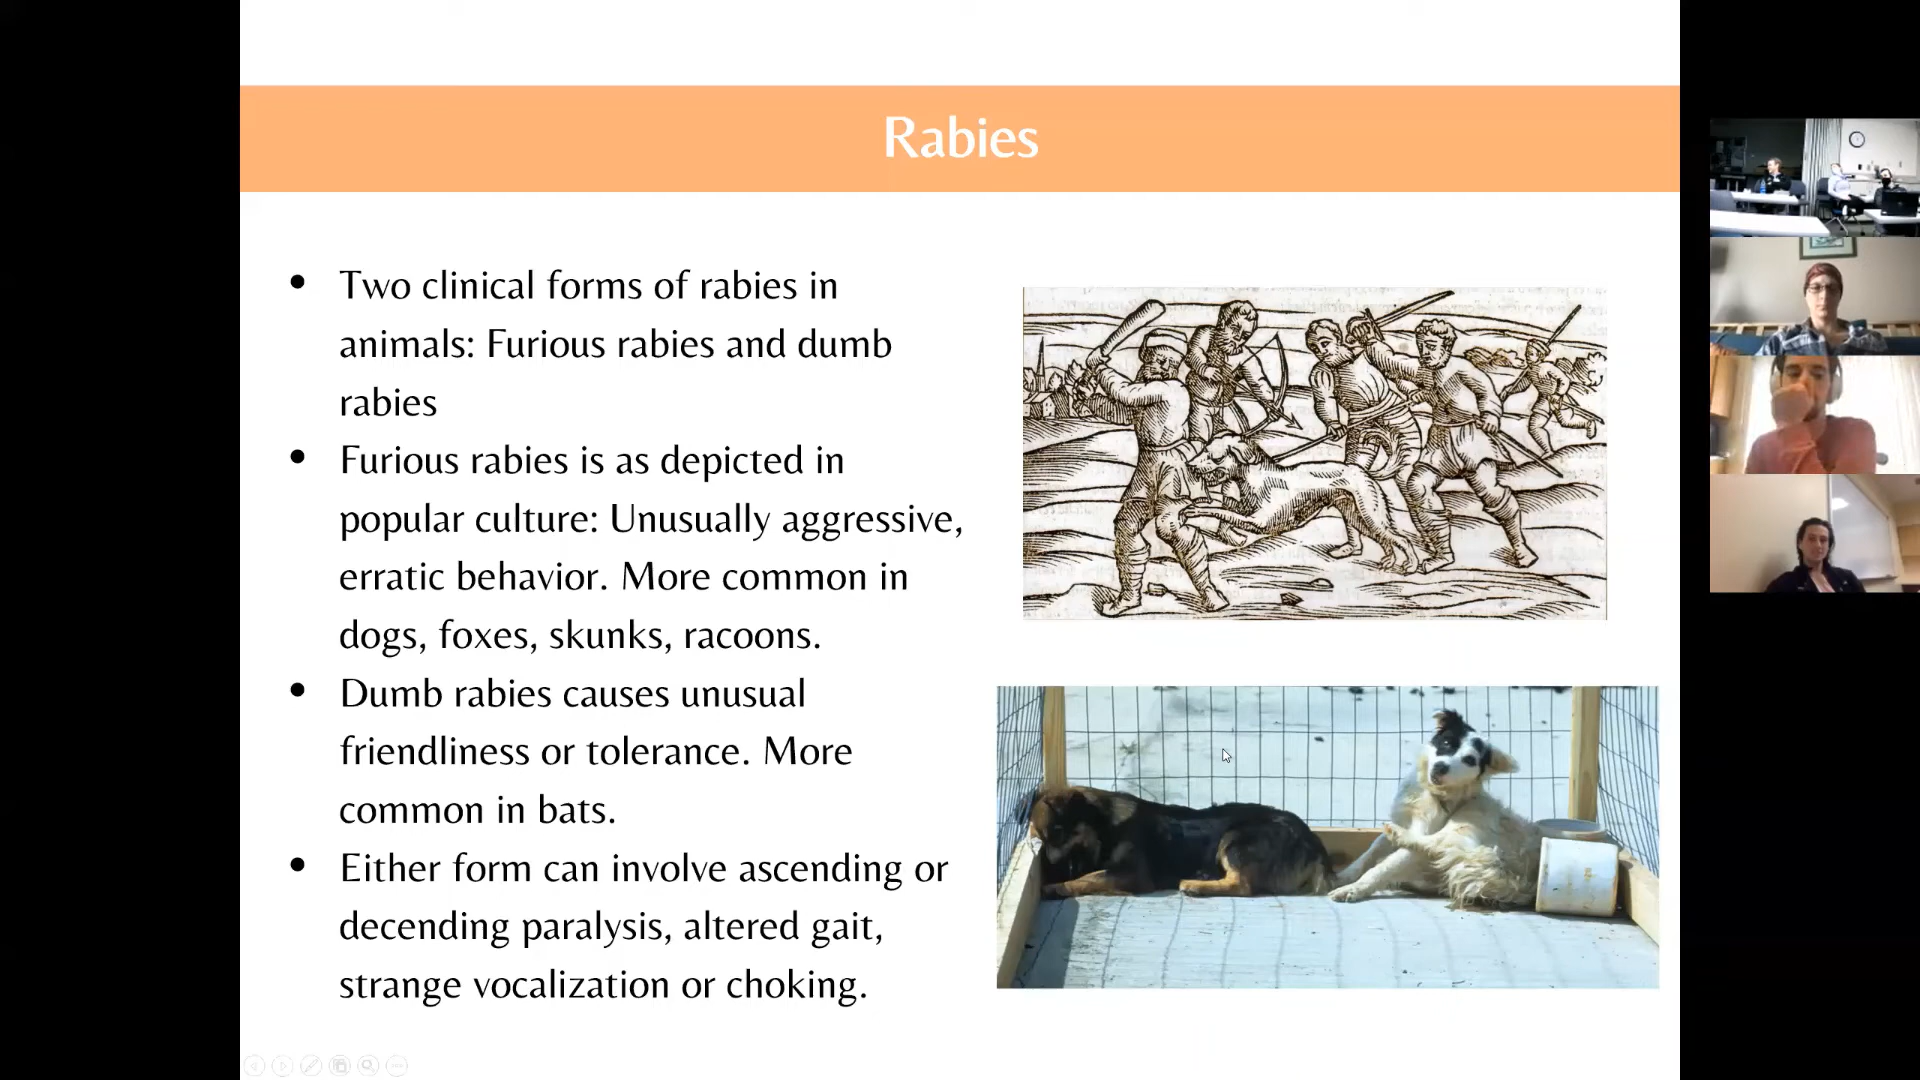 Rabies
• Two clinical forms of rabies in
animals: Furious rabies and dumb
rabies
• Furious rabies is as depicted in
popular culture: Unusually aggressive,
erratic behavior. More common in
dogs, foxes, skunks, racoons.
• Dumb rabies causes unusual
friendliness or tolerance. More
common in bats.
• Either form can involve ascending or
decending paralysis, altered gait,
strange vocalization or choking.